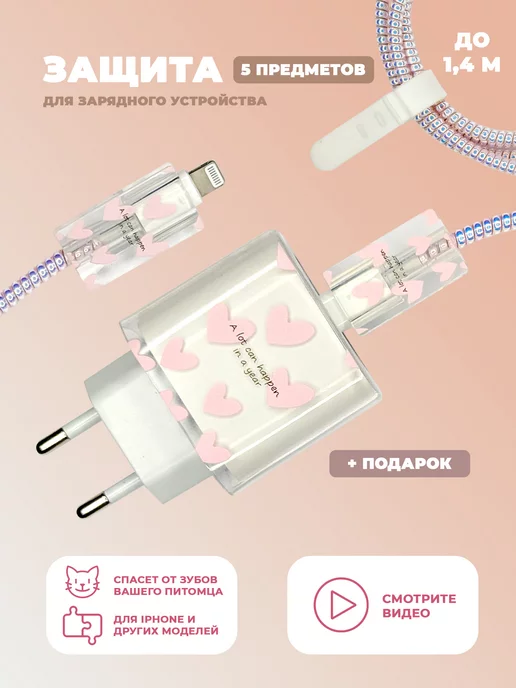 ЗАЩИТА
5 ПРЕДМЕТОВ
ДЛЯ ЗАРЯДНОГО УСТРОЙСТВА
ДО
1,4 М
A lot can happen
in a year
A lot can happen
in a year
A lot can happen
in a year
+ ПОДАРОК
СПАСЕТ ОТ ЗУБОВ
ВАШЕГО ПИТОМЦА
ДЛЯ IPHONE И
ДРУГИХ МОДЕЛЕЙ
СМОТРИТЕ
ВИДЕО